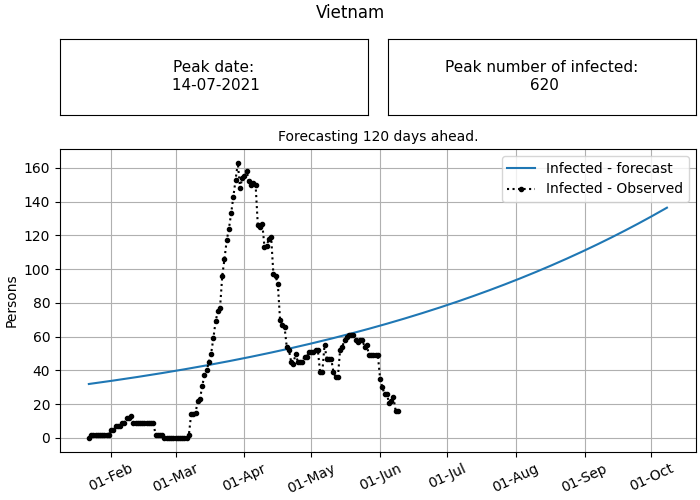 Vietnam
Peak date:
14-07-2021
Peak number of infected:
620
Forecasting 120 days ahead.
Infected - forecast
Infected - Observed
Persons
160
140
120
100
80
60
40
20
0
01-Feb
01-Mar
01-Apr
01-May
01-Jun
01-Jul
01-Aug
01-Sep
01-Oct